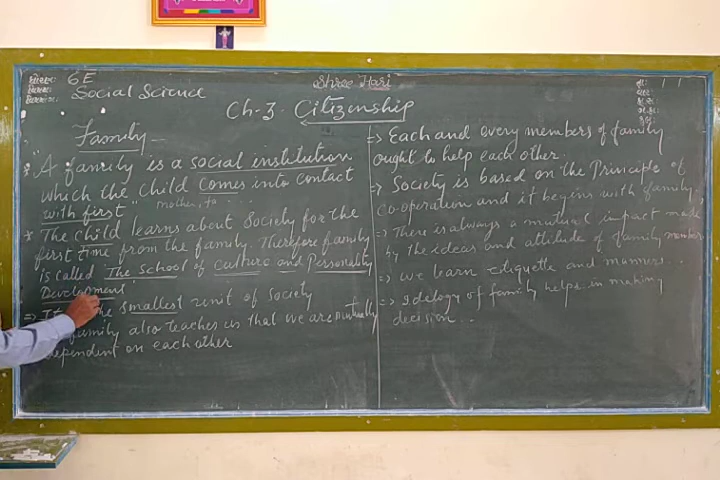 ધોરણ: 6E
Shree Hari
વિષય: Social Science
Ch-3. Citizenship
Family -
* "A family is a social institution
which the child comes into contact
with first"
mother, fa - - -
* The child learns about Society for the
first time from the family. Therefore family
is called 'The School of culture and Personality
Development'
the smallest unit of Society
family also teaches us that we are mutually
dependent on each other
⇒ Each and every members of family
ought to help each other.
⇒ Society is based on the Principle of
co-operation and it begins with family.
⇒ There is always a mutual impact made
by the ideas and attitude of family members
⇒ we learn etiquette and manners..
⇒ Idelogy of family helps in making
decision...